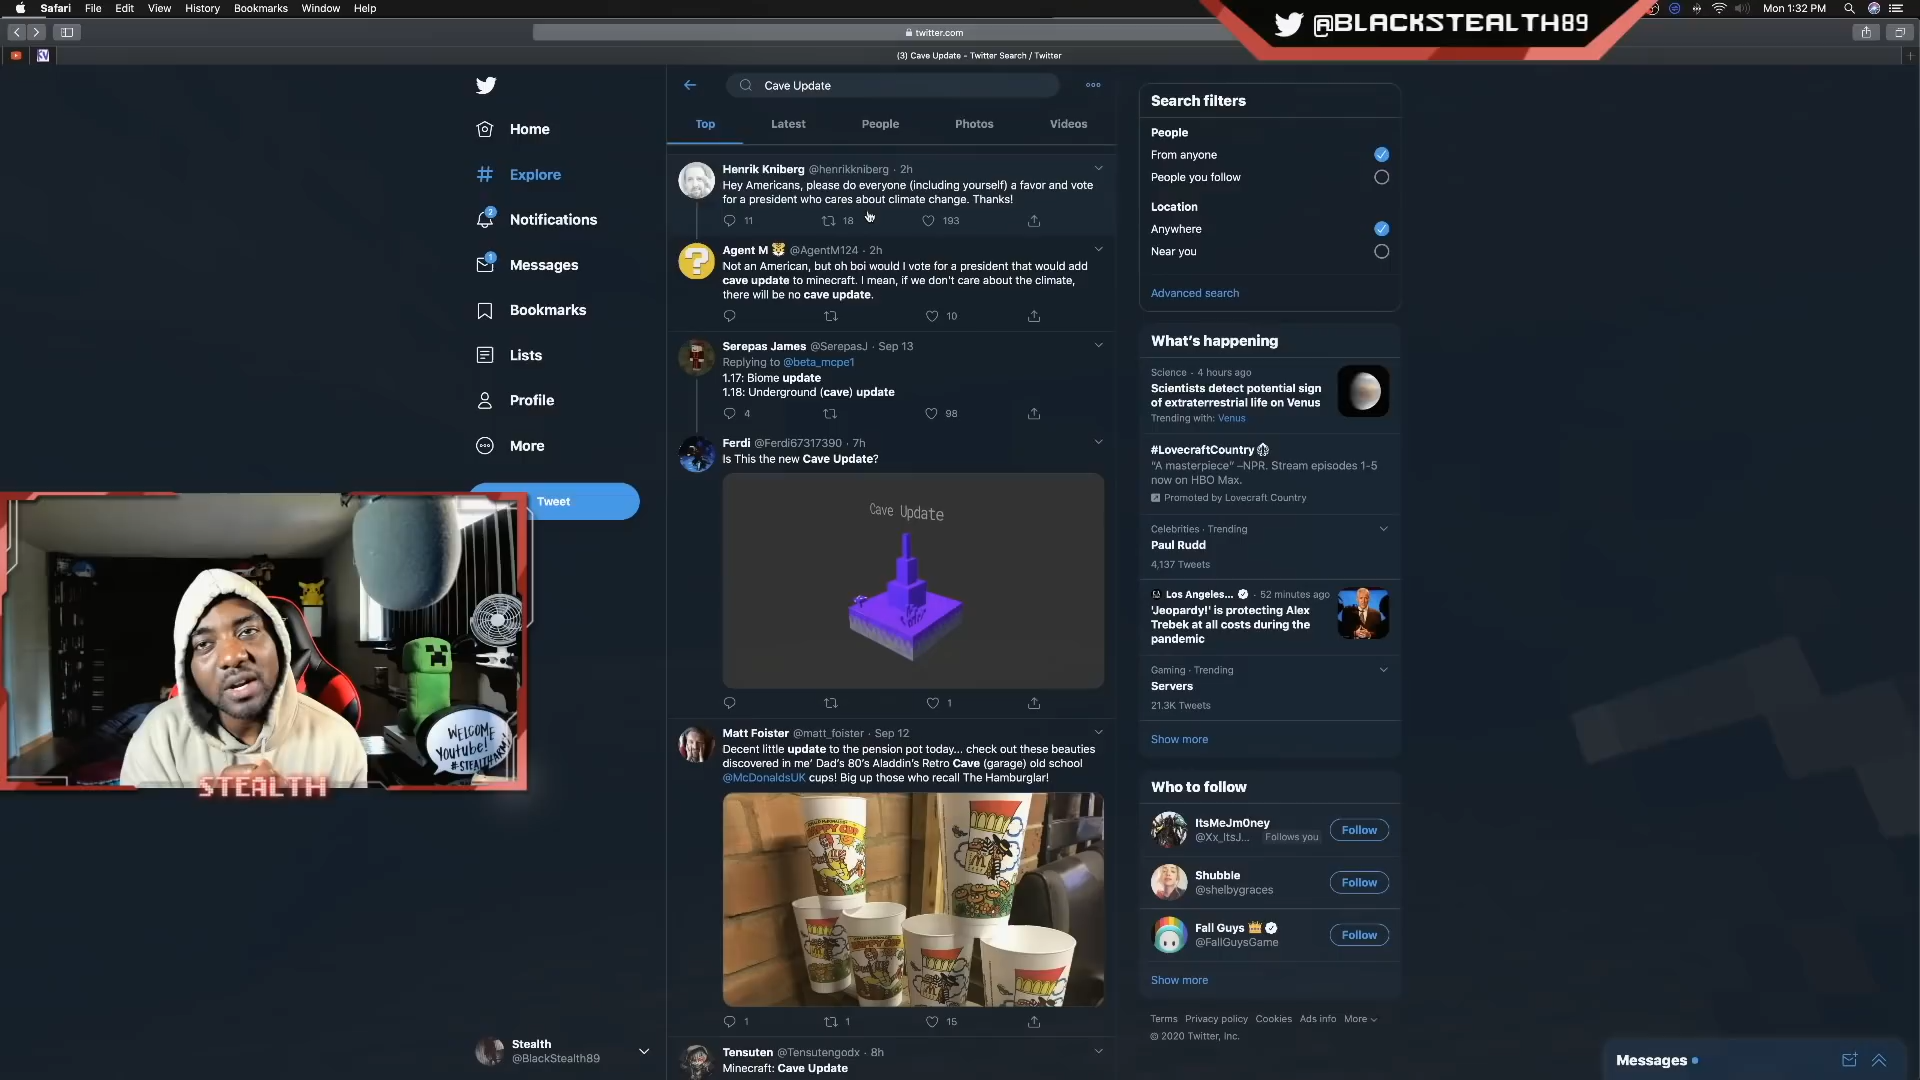 Safari File Edit View History Bookmarks Window Help
Mon 1:32 PM
@BLACKSTEALTH89
twitter.com
(3) Cave Update - Twitter Search / Twitter
Home
Explore
2
Notifications
1
Messages
Bookmarks
Lists
Profile
More
Tweet
Cave Update
Top Latest People Photos Videos
Henrik Kniberg @henrikkniberg · 2h
Hey Americans, please do everyone (including yourself) a favor and vote
for a president who cares about climate change. Thanks!
11 18 193
Agent M @AgentM124 · 2h
Not an American, but oh boi would I vote for a president that would add
cave update to minecraft. I mean, if we don't care about the climate,
there will be no cave update.
10
Serepas James @SerepasJ · Sep 13
Replying to @beta_mcpe1
1.17: Biome update
1.18: Underground (cave) update
4 98
Ferdi @Ferdi67317390 · 7h
Is This the new Cave Update?
Cave Update
1
Matt Foister @matt_foister · Sep 12
Decent little update to the pension pot today... check out these beauties
discovered in me' Dad's 80's Aladdin's Retro Cave (garage) old school
@McDonaldsUK cups! Big up those who recall The Hamburglar!
1 1 15
Tensuten @Tensutengodx · 8h
Minecraft: Cave Update
Search filters
People
From anyone
People you follow
Location
Anywhere
Near you
Advanced search
What's happening
Science · 4 hours ago
Scientists detect potential sign
of extraterrestrial life on Venus
Trending with: Venus
#LovecraftCountry
"A masterpiece" –NPR. Stream episodes 1-5
now on HBO Max.
Promoted by Lovecraft Country
Celebrities · Trending
Paul Rudd
4,137 Tweets
Los Angeles... · 52 minutes ago
'Jeopardy!' is protecting Alex
Trebek at all costs during the
pandemic
Gaming · Trending
Servers
21.3K Tweets
Show more
Who to follow
ItsMeJm0ney
@Xx_ItsJ... Follows you
Follow
Shubble
@shelbygraces
Follow
Fall Guys
@FallGuysGame
Follow
Show more
Terms Privacy policy Cookies Ads info More
© 2020 Twitter, Inc.
WELCOME
Youtube!
STEALTH
Stealth
@BlackStealth89
Messages